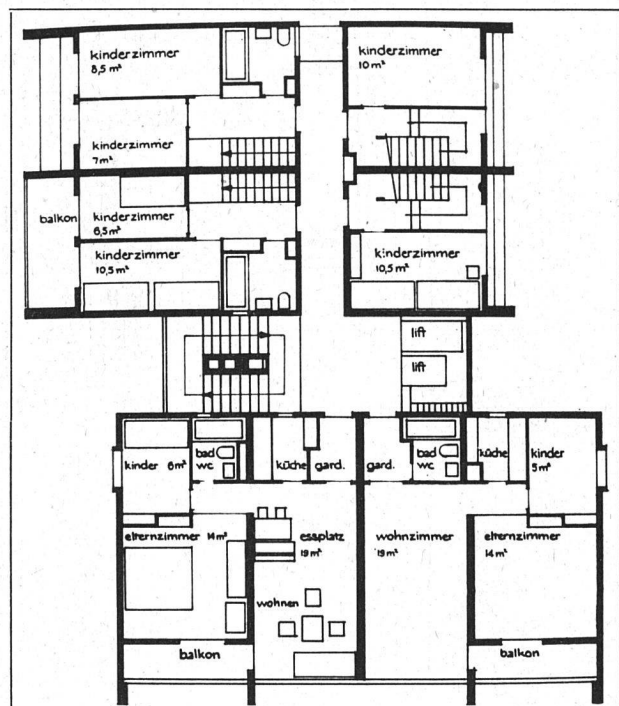 kinderzimmer
8,5 m²
kinderzimmer
10 m²
kinderzimmer
7 m²
balkon
kinderzimmer
6,5 m²
kinderzimmer
10,5 m²
kinderzimmer
10,5 m²
lift
lift
kinder 6 m²
bad
wc
küche
gard.
gard.
bad
wc
küche
kinder
5 m²
elternzimmer 14 m²
essplatz
19 m²
wohnzimmer
19 m²
elternzimmer
14 m²
wohnen
balkon
balkon